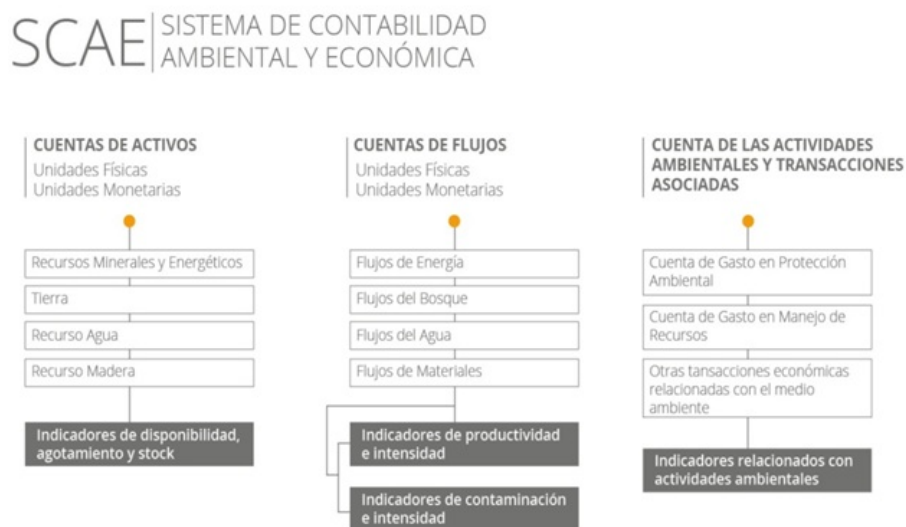 SCAE
SISTEMA DE CONTABILIDAD
AMBIENTAL Y ECONÓMICA
CUENTAS DE ACTIVOS
Unidades Físicas
Unidades Monetarias
Recursos Minerales y Energéticos
Tierra
Recurso Agua
Recurso Madera
Indicadores de disponibilidad,
agotamiento y stock
CUENTAS DE FLUJOS
Unidades Físicas
Unidades Monetarias
Flujos de Energía
Flujos del Bosque
Flujos del Agua
Flujos de Materiales
Indicadores de productividad
e intensidad
Indicadores de contaminación
e intensidad
CUENTA DE LAS ACTIVIDADES
AMBIENTALES Y TRANSACCIONES
ASOCIADAS
Cuenta de Gasto en Protección
Ambiental
Cuenta de Gasto en Manejo de
Recursos
Otras tansacciones económicas
relacionadas con el medio
ambiente
Indicadores relacionados con
actividades ambientales